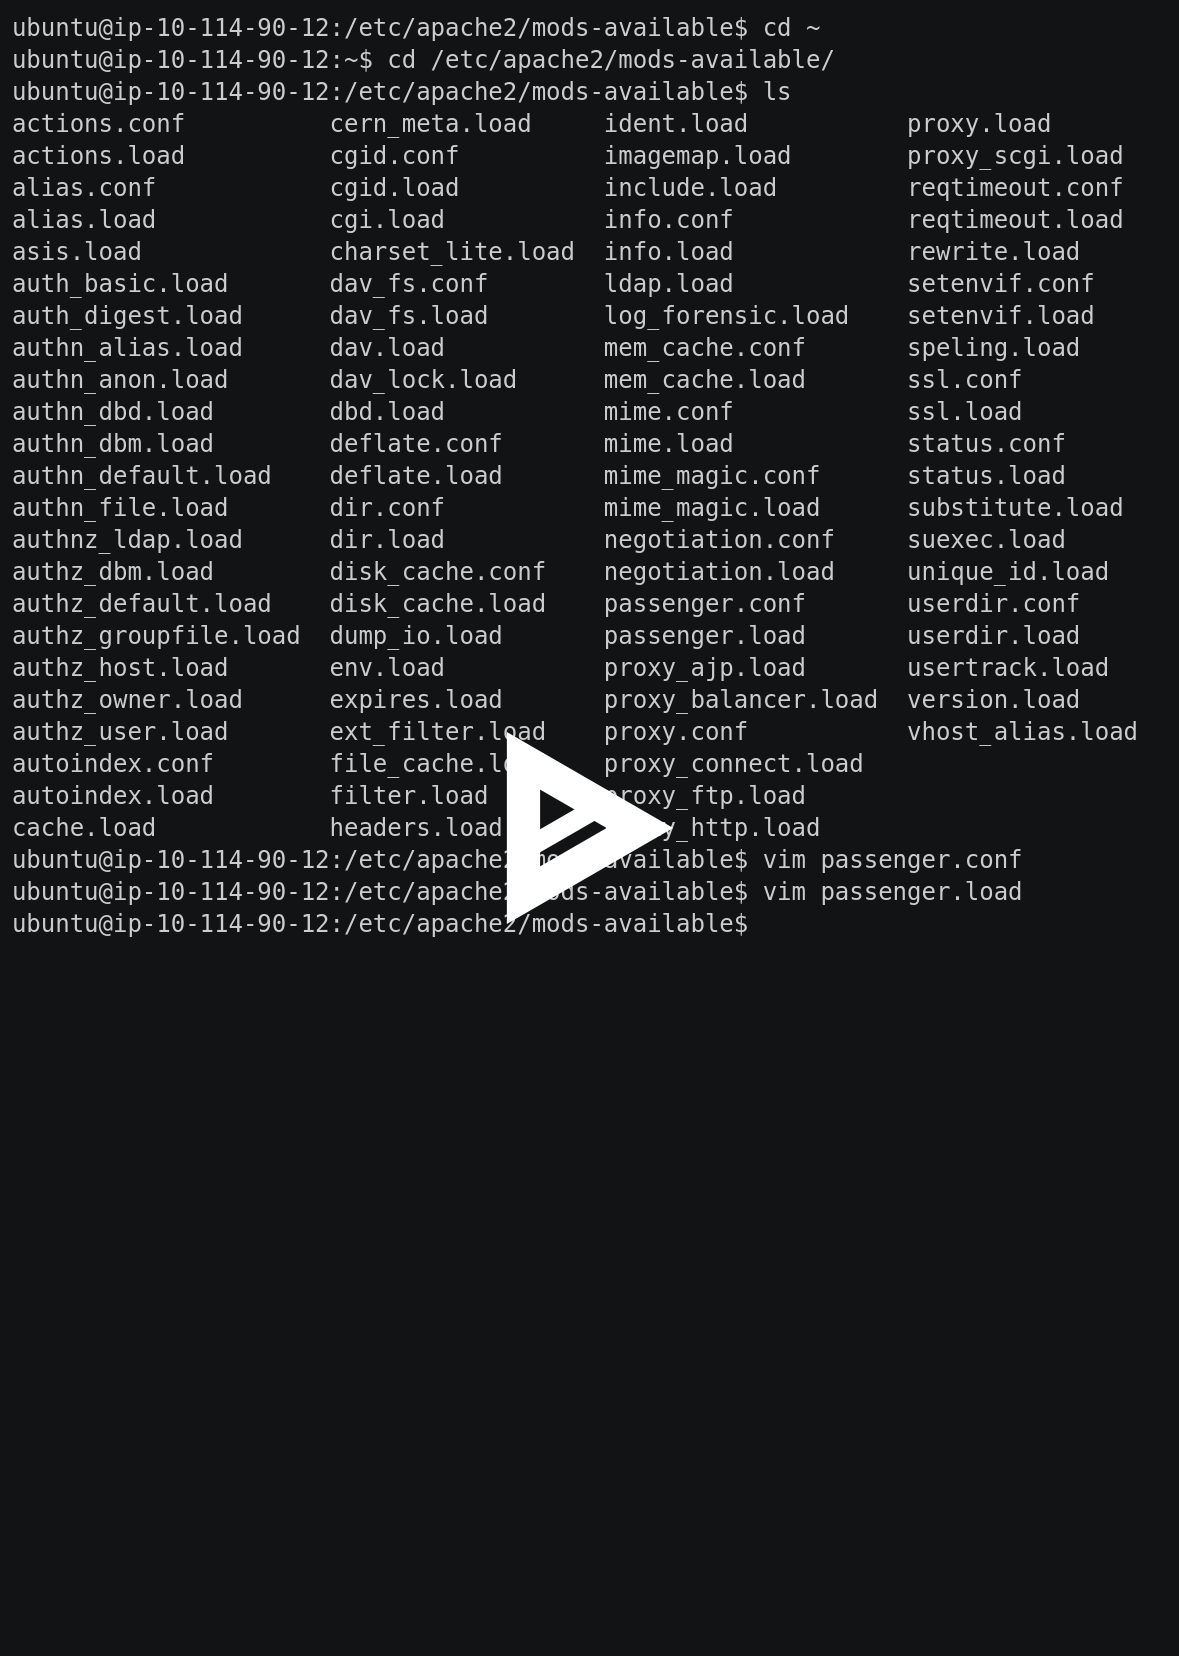 ubuntu@ip-10-114-90-12:/etc/apache2/mods-available$ cd ~
ubuntu@ip-10-114-90-12:~$ cd /etc/apache2/mods-available/
ubuntu@ip-10-114-90-12:/etc/apache2/mods-available$ ls
actions.conf          cern_meta.load     ident.load           proxy.load
actions.load          cgid.conf          imagemap.load        proxy_scgi.load
alias.conf            cgid.load          include.load         reqtimeout.conf
alias.load            cgi.load           info.conf            reqtimeout.load
asis.load             charset_lite.load  info.load            rewrite.load
auth_basic.load       dav_fs.conf        ldap.load            setenvif.conf
auth_digest.load      dav_fs.load        log_forensic.load    setenvif.load
authn_alias.load      dav.load           mem_cache.conf       speling.load
authn_anon.load       dav_lock.load      mem_cache.load       ssl.conf
authn_dbd.load        dbd.load           mime.conf            ssl.load
authn_dbm.load        deflate.conf       mime.load            status.conf
authn_default.load    deflate.load       mime_magic.conf      status.load
authn_file.load       dir.conf           mime_magic.load      substitute.load
authnz_ldap.load      dir.load           negotiation.conf     suexec.load
authz_dbm.load        disk_cache.conf    negotiation.load     unique_id.load
authz_default.load    disk_cache.load    passenger.conf       userdir.conf
authz_groupfile.load  dump_io.load       passenger.load       userdir.load
authz_host.load       env.load           proxy_ajp.load       usertrack.load
authz_owner.load      expires.load       proxy_balancer.load  version.load
authz_user.load       ext_filter.load    proxy.conf           vhost_alias.load
autoindex.conf        file_cache.load    proxy_connect.load
autoindex.load        filter.load        proxy_ftp.load
cache.load            headers.load       proxy_http.load
ubuntu@ip-10-114-90-12:/etc/apache2/mods-available$ vim passenger.conf
ubuntu@ip-10-114-90-12:/etc/apache2/mods-available$ vim passenger.load
ubuntu@ip-10-114-90-12:/etc/apache2/mods-available$